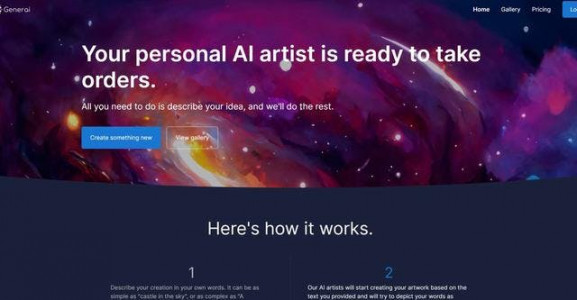 Generai
Home Gallery Pricing Lo
Your personal AI artist is ready to take
orders.
All you need to do is describe your idea, and we'll do the rest.
Create something new View gallery
Here's how it works.
1
Describe your creation in your own words. It can be as
simple as "castle in the sky", or as complex as "A
2
Our AI artists will start creating your artwork based on the
text you provided and will try to depict your words as